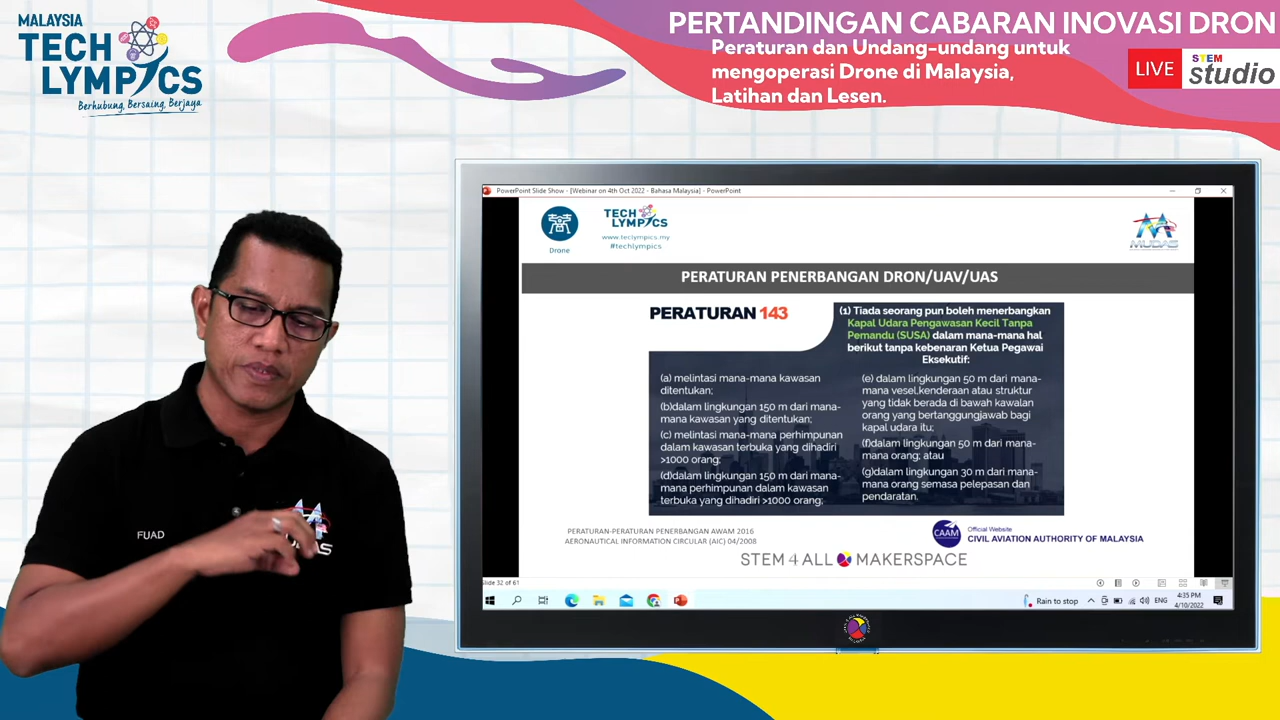 MALAYSIA
TECH
LYMPICS
Berhubung, Bersaing, Berjaya
PERTANDINGAN CABARAN INOVASI DRON
Peraturan dan Undang-undang untuk
mengoperasi Drone di Malaysia,
Latihan dan Lesen.
LIVE
STEM
studio
PowerPoint Slide Show - [Webinar on 4th Oct 2022 - Bahasa Malaysia] - PowerPoint
Drone
TECH
LYMPICS
www.teclympics.my
#techlympics
MUDAS
PERATURAN PENERBANGAN DRON/UAV/UAS
PERATURAN 143
(1) Tiada seorang pun boleh menerbangkan
Kapal Udara Pengawasan Kecil Tanpa
Pemandu (SUSA) dalam mana-mana hal
berikut tanpa kebenaran Ketua Pegawai
Eksekutif:
(a) melintasi mana-mana kawasan
ditentukan;
(b)dalam lingkungan 150 m dari mana-
mana kawasan yang ditentukan;
(c) melintasi mana-mana perhimpunan
dalam kawasan terbuka yang dihadiri
>1000 orang;
(d)dalam lingkungan 150 m dari mana-
mana perhimpunan dalam kawasan
terbuka yang dihadiri >1000 orang;
(e) dalam lingkungan 50 m dari mana-
mana vesel,kenderaan atau struktur
yang tidak berada di bawah kawalan
orang yang bertanggungjawab bagi
kapal udara itu;
(f)dalam lingkungan 50 m dari mana-
mana orang; atau
(g)dalam lingkungan 30 m dari mana-
mana orang semasa pelepasan dan
pendaratan.
PERATURAN-PERATURAN PENERBANGAN AWAM 2016
AERONAUTICAL INFORMATION CIRCULAR (AIC) 04/2008
CAAM
Official Website
CIVIL AVIATION AUTHORITY OF MALAYSIA
STEM 4 ALL MAKERSPACE
Slide 32 of 61
Rain to stop
ENG
4:35 PM
4/10/2022
FUAD